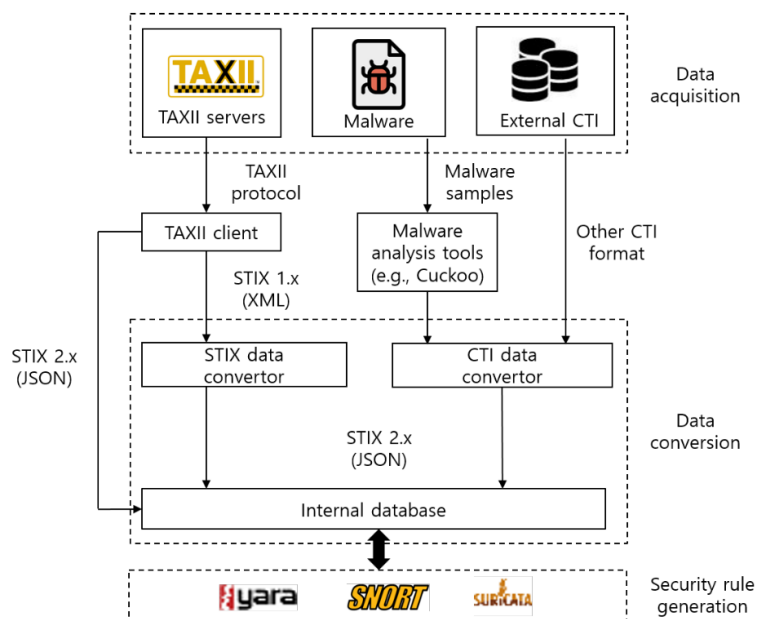 TAXII
TAXII servers
Malware
External CTI
Data
acquisition
TAXII
protocol
Malware
samples
TAXII client
Malware
analysis tools
(e.g., Cuckoo)
Other CTI
format
STIX 1.x
(XML)
STIX 2.x
(JSON)
STIX data
convertor
CTI data
convertor
STIX 2.x
(JSON)
Data
conversion
Internal database
yara
SNORT
SURICATA
Security rule
generation